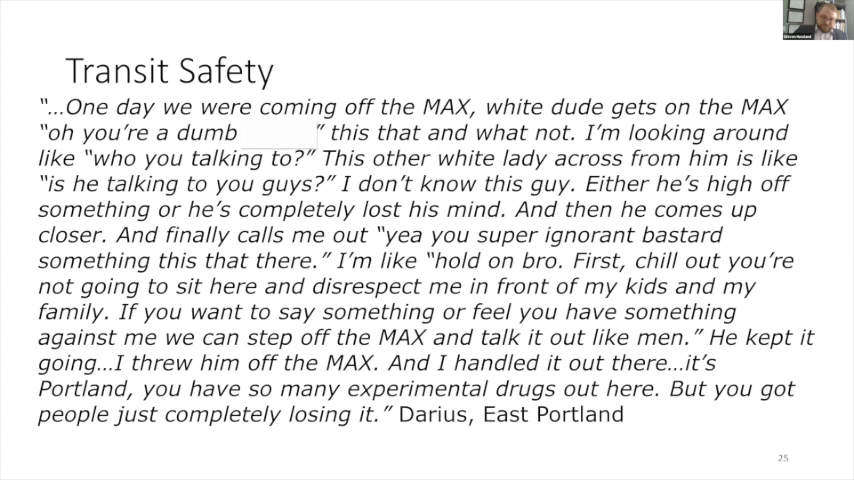 Transit Safety
“…One day we were coming off the MAX, white dude gets on the MAX
“oh you’re a dumb ” this that and what not. I’m looking around
like “who you talking to?” This other white lady across from him is like
“is he talking to you guys?” I don’t know this guy. Either he’s high off
something or he’s completely lost his mind. And then he comes up
closer. And finally calls me out “yea you super ignorant bastard
something this that there.” I’m like “hold on bro. First, chill out you’re
not going to sit here and disrespect me in front of my kids and my
family. If you want to say something or feel you have something
against me we can step off the MAX and talk it out like men.” He kept it
going…I threw him off the MAX. And I handled it out there…it’s
Portland, you have so many experimental drugs out here. But you got
people just completely losing it.” Darius, East Portland
25